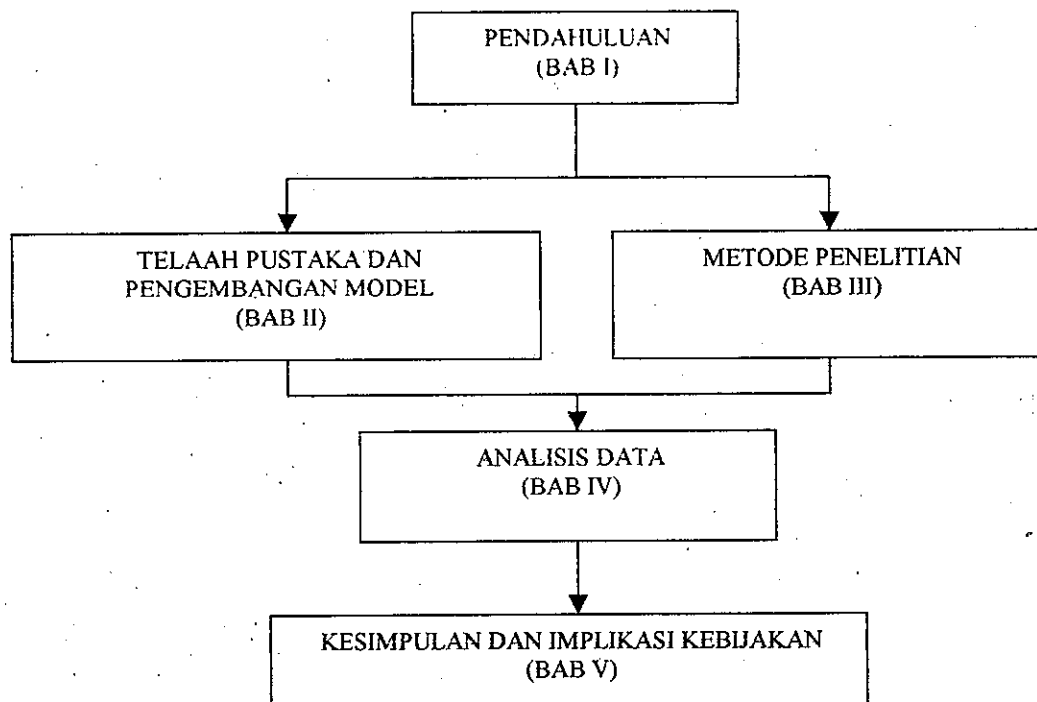 PENDAHULUAN
(BAB I)
TELAAH PUSTAKA DAN
PENGEMBANGAN MODEL
(BAB II)
METODE PENELITIAN
(BAB III)
ANALISIS DATA
(BAB IV)
KESIMPULAN DAN IMPLIKASI KEBIJAKAN
(BAB V)